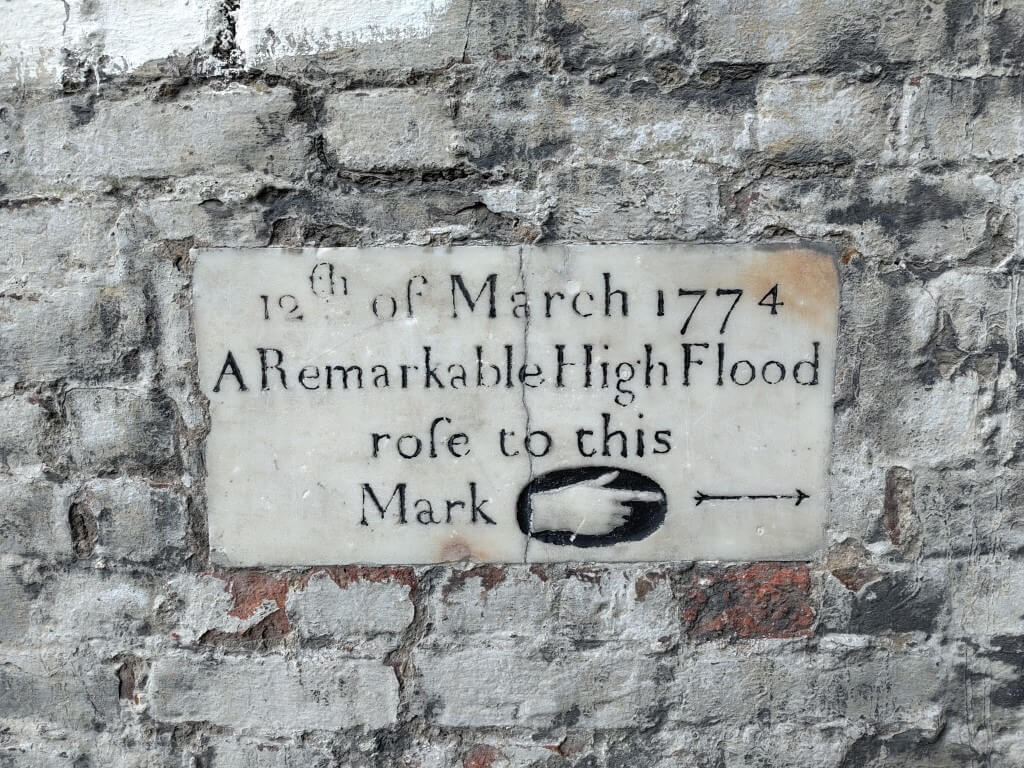 12th of March 1774
A Remarkable High Flood
roſe to this
Mark